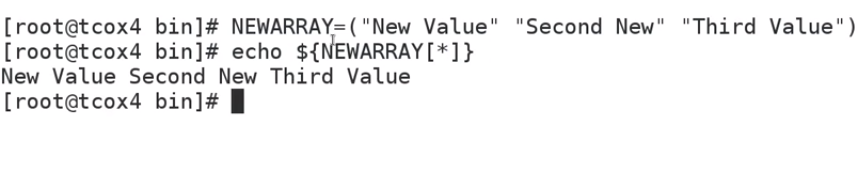 [root@tcox4 bin]# NEWARRAY=("New Value" "Second New" "Third Value")
[root@tcox4 bin]# echo ${NEWARRAY[*]}
New Value Second New Third Value
[root@tcox4 bin]#